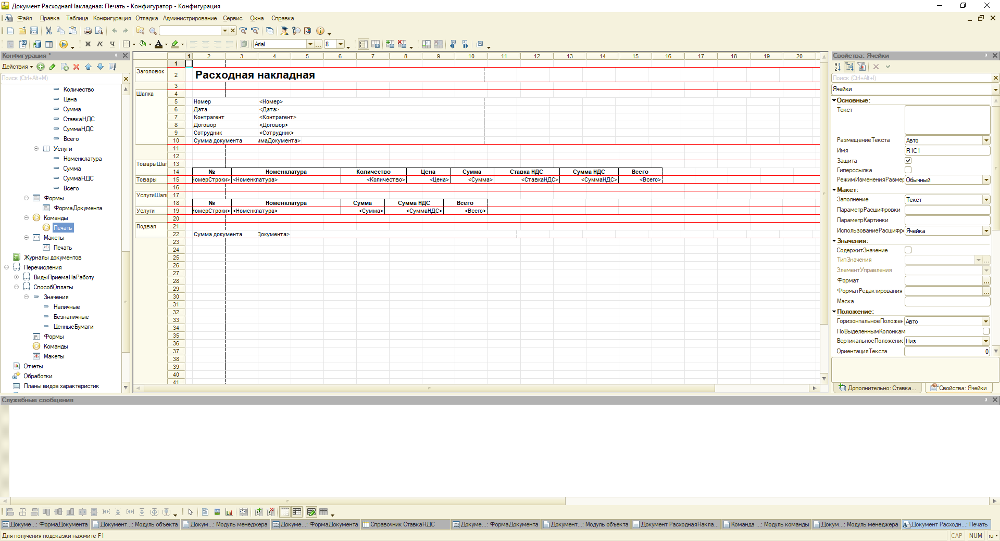 Документ РасходнаяНакладная: Печать - Конфигуратор - Конфигурация
Файл Правка Таблица Конфигурация Отладка Администрирование Сервис Окна Справка
Ж К Ч
Arial
8
Конфигурация *
Действия
Поиск (Ctrl+Alt+M)
Количество
Цена
Сумма
СтавкаНДС
СуммаНДС
Всего
Услуги
Номенклатура
Сумма
СуммаНДС
Всего
Формы
ФормаДокумента
Команды
Печать
Макеты
Печать
Журналы документов
Перечисления
ВидыПриемаНаРаботу
СпособОплаты
Значения
Наличные
Безналичные
ЦенныеБумаги
Формы
Команды
Макеты
Отчеты
Обработки
Планы видов характеристик
1 2 3 4 5 6 7 8 9 10 11 12 13 14 15 16 17 18 19 20
1
Заголовок 2 Расходная накладная
3
Шапка 4
5 Номер <Номер>
6 Дата <Дата>
7 Контрагент <Контрагент>
8 Договор <Договор>
9 Сотрудник <Сотрудник>
10 Сумма документа ммаДокумента>
11
12
ТоварыШап 13
14 № Номенклатура Количество Цена Сумма Ставка НДС Сумма НДС Всего
Товары 15 НомерСтроки> <Номенклатура> <Количество> <Цена> <Сумма> <СтавкаНДС> <СуммаНДС> <Всего>
16
УслугиШап 17
18 № Номенклатура Сумма Сумма НДС Всего
Услуги 19 НомерСтроки> <Номенклатура> <Сумма> <СуммаНДС> <Всего>
20
Подвал 21
22 Сумма документа Документа>
23
24
25
26
27
28
29
30
31
32
33
34
35
36
37
38
39
40
41
Свойства: Ячейки
Поиск (Ctrl+Alt+I)
Ячейки
Основные:
Текст
РазмещениеТекста Авто
Имя R1C1
Защита
Гиперссылка
РежимИзмененияРазмер Обычный
Макет:
Заполнение Текст
ПараметрРасшифровки
ПараметрКартинки
ИспользованиеРасшифр Ячейка
Значения:
СодержитЗначение
ТипЗначения
ЭлементУправления
Формат
ФорматРедактирования
Маска
Положение:
ГоризонтальноеПоложен Авто
ПоВыделеннымКолонкам
ВертикальноеПоложение Низ
ОриентацияТекста 0
Дополнительно: Ставка... Свойства: Ячейки
Служебные сообщения
Докуме...: ФормаДокумента Документ...: Модуль объекта Докум...: Модуль менеджера Докуме...: ФормаДокумента Справочник СтавкаНДС Докуме...: ФормаДокумента Документ...: Модуль объекта Документ РасходнаяНакла... Команда ...: Модуль команды Докум...: Модуль менеджера Документ Расходн...: Печать
Для получения подсказки нажмите F1
CAP NUM ru